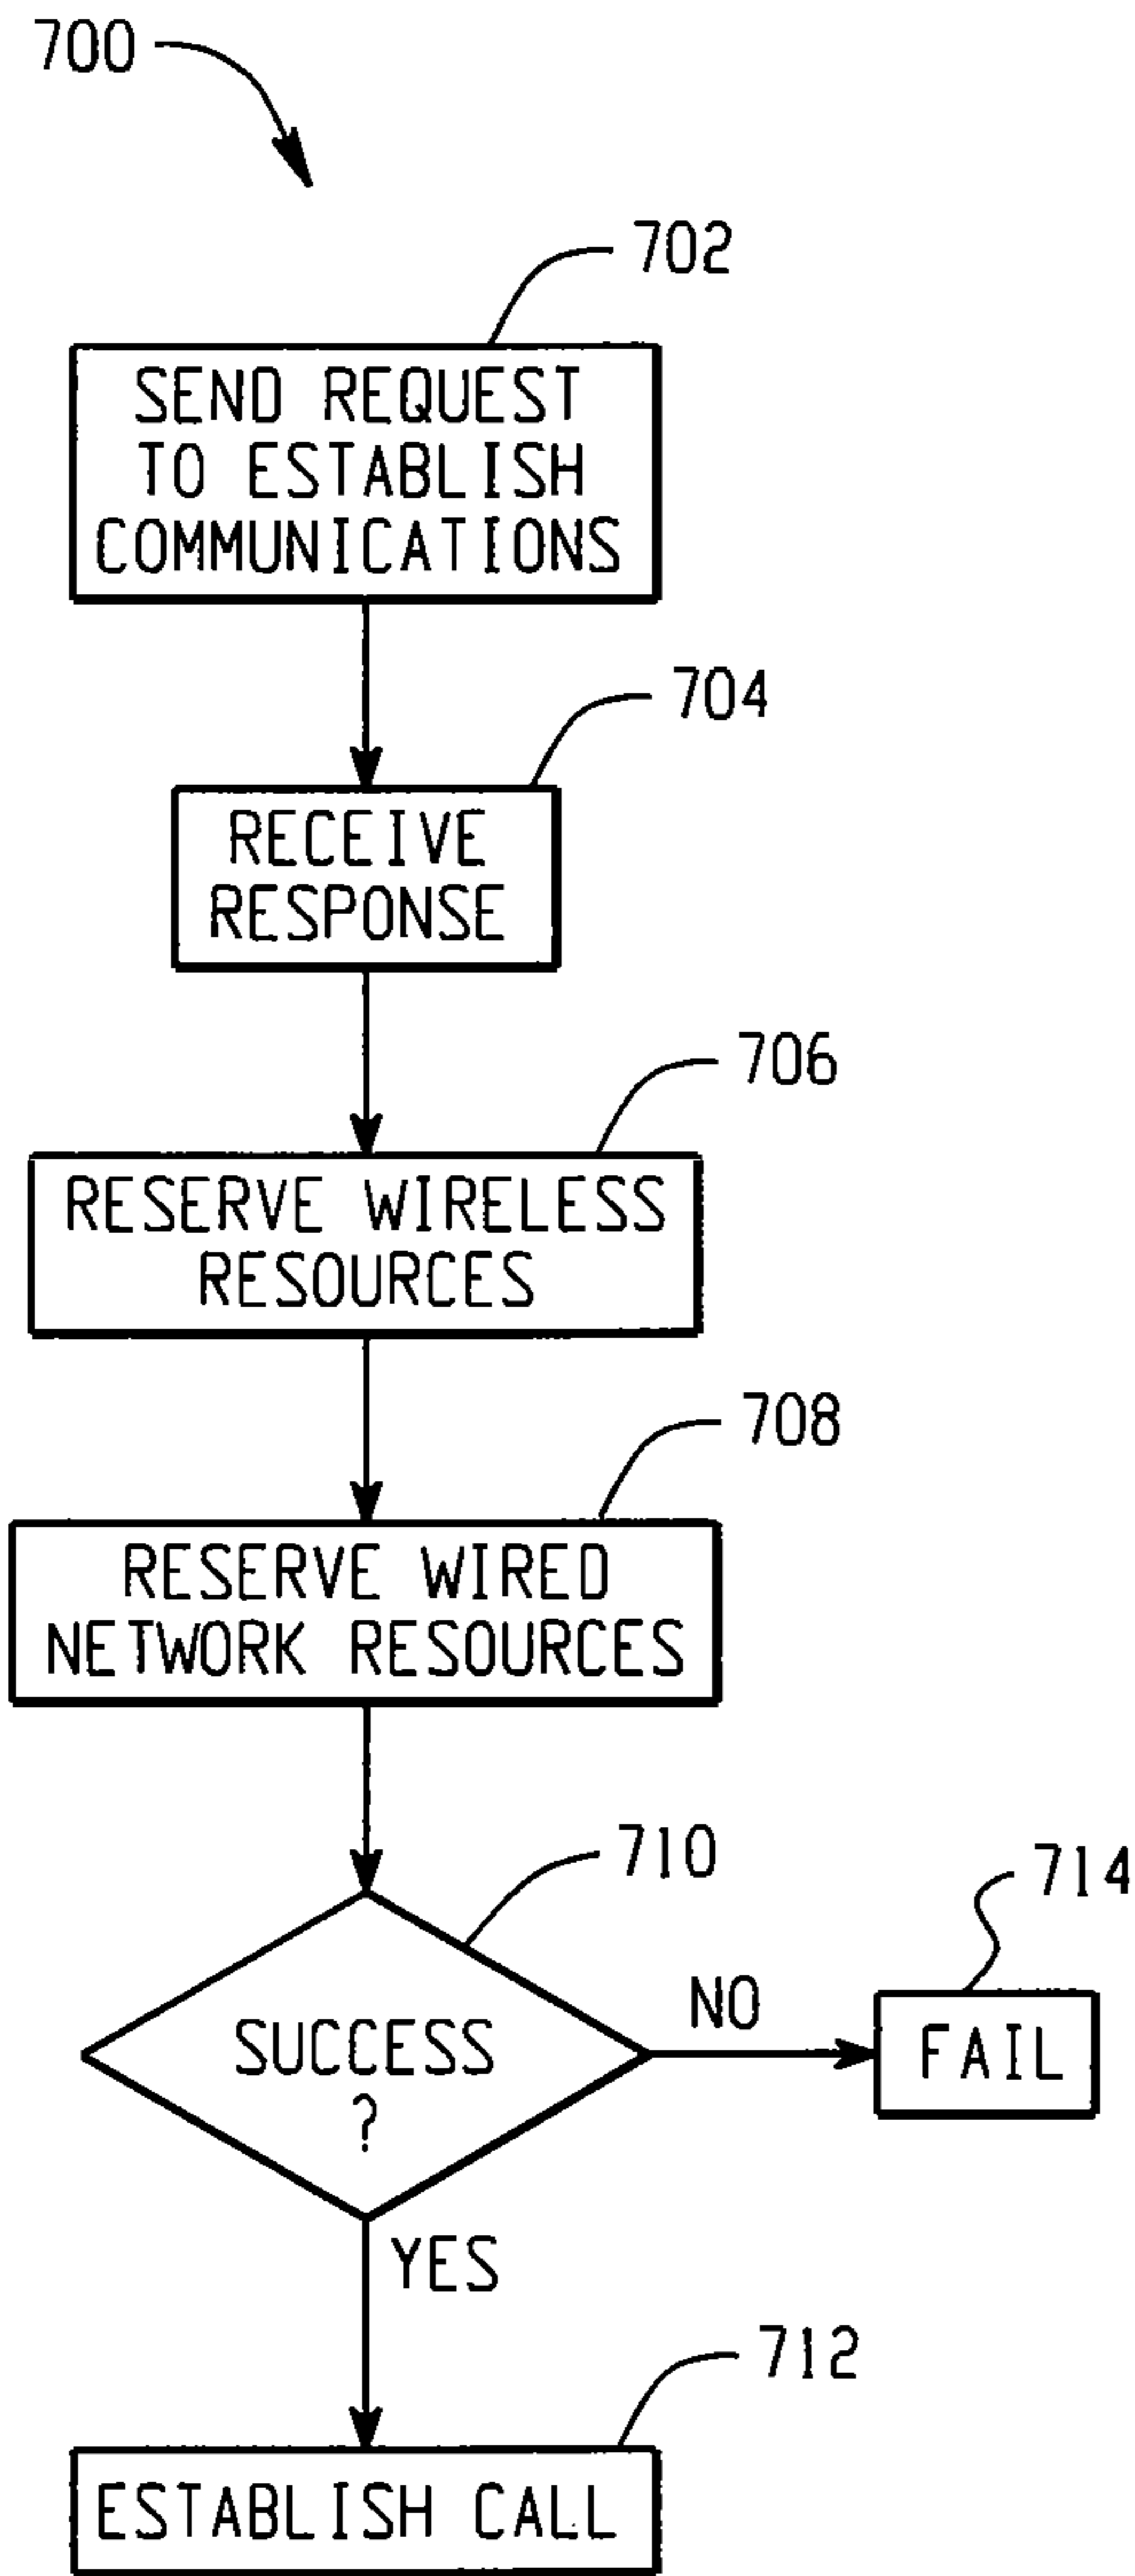 700
702
SEND REQUEST
TO ESTABLISH
COMMUNICATIONS
704
RECEIVE
RESPONSE
706
RESERVE WIRELESS
RESOURCES
708
RESERVE WIRED
NETWORK RESOURCES
710
714
SUCCESS
?
NO
FAIL
YES
712
ESTABLISH CALL